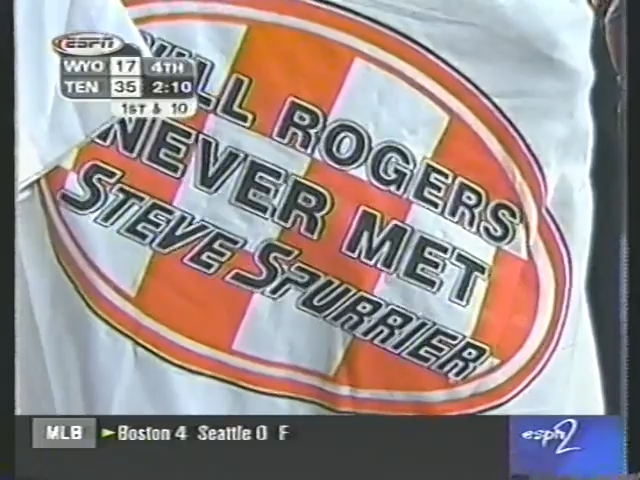 ESPN
WYO 17 4TH
TEN 35 2:10
1ST & 10
ILL ROGERS
NEVER MET
STEVE SPURRIER
MLB Boston 4 Seattle 0 F
espn2